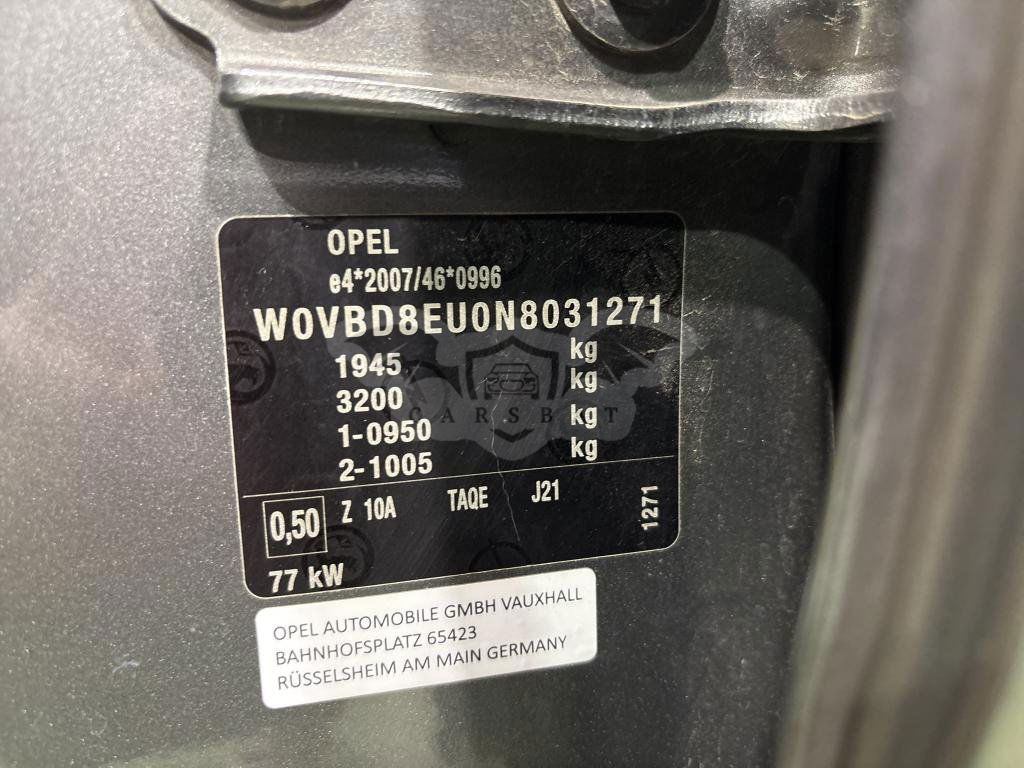 OPEL
e4*2007/46*0996
W0VBD8EU0N8031271
1945 kg
3200 kg
1-0950 kg
2-1005 kg
0,50 Z 10A TAQE J21 1271
77 kW
OPEL AUTOMOBILE GMBH VAUXHALL
BAHNHOFSPLATZ 65423
RÜSSELSHEIM AM MAIN GERMANY